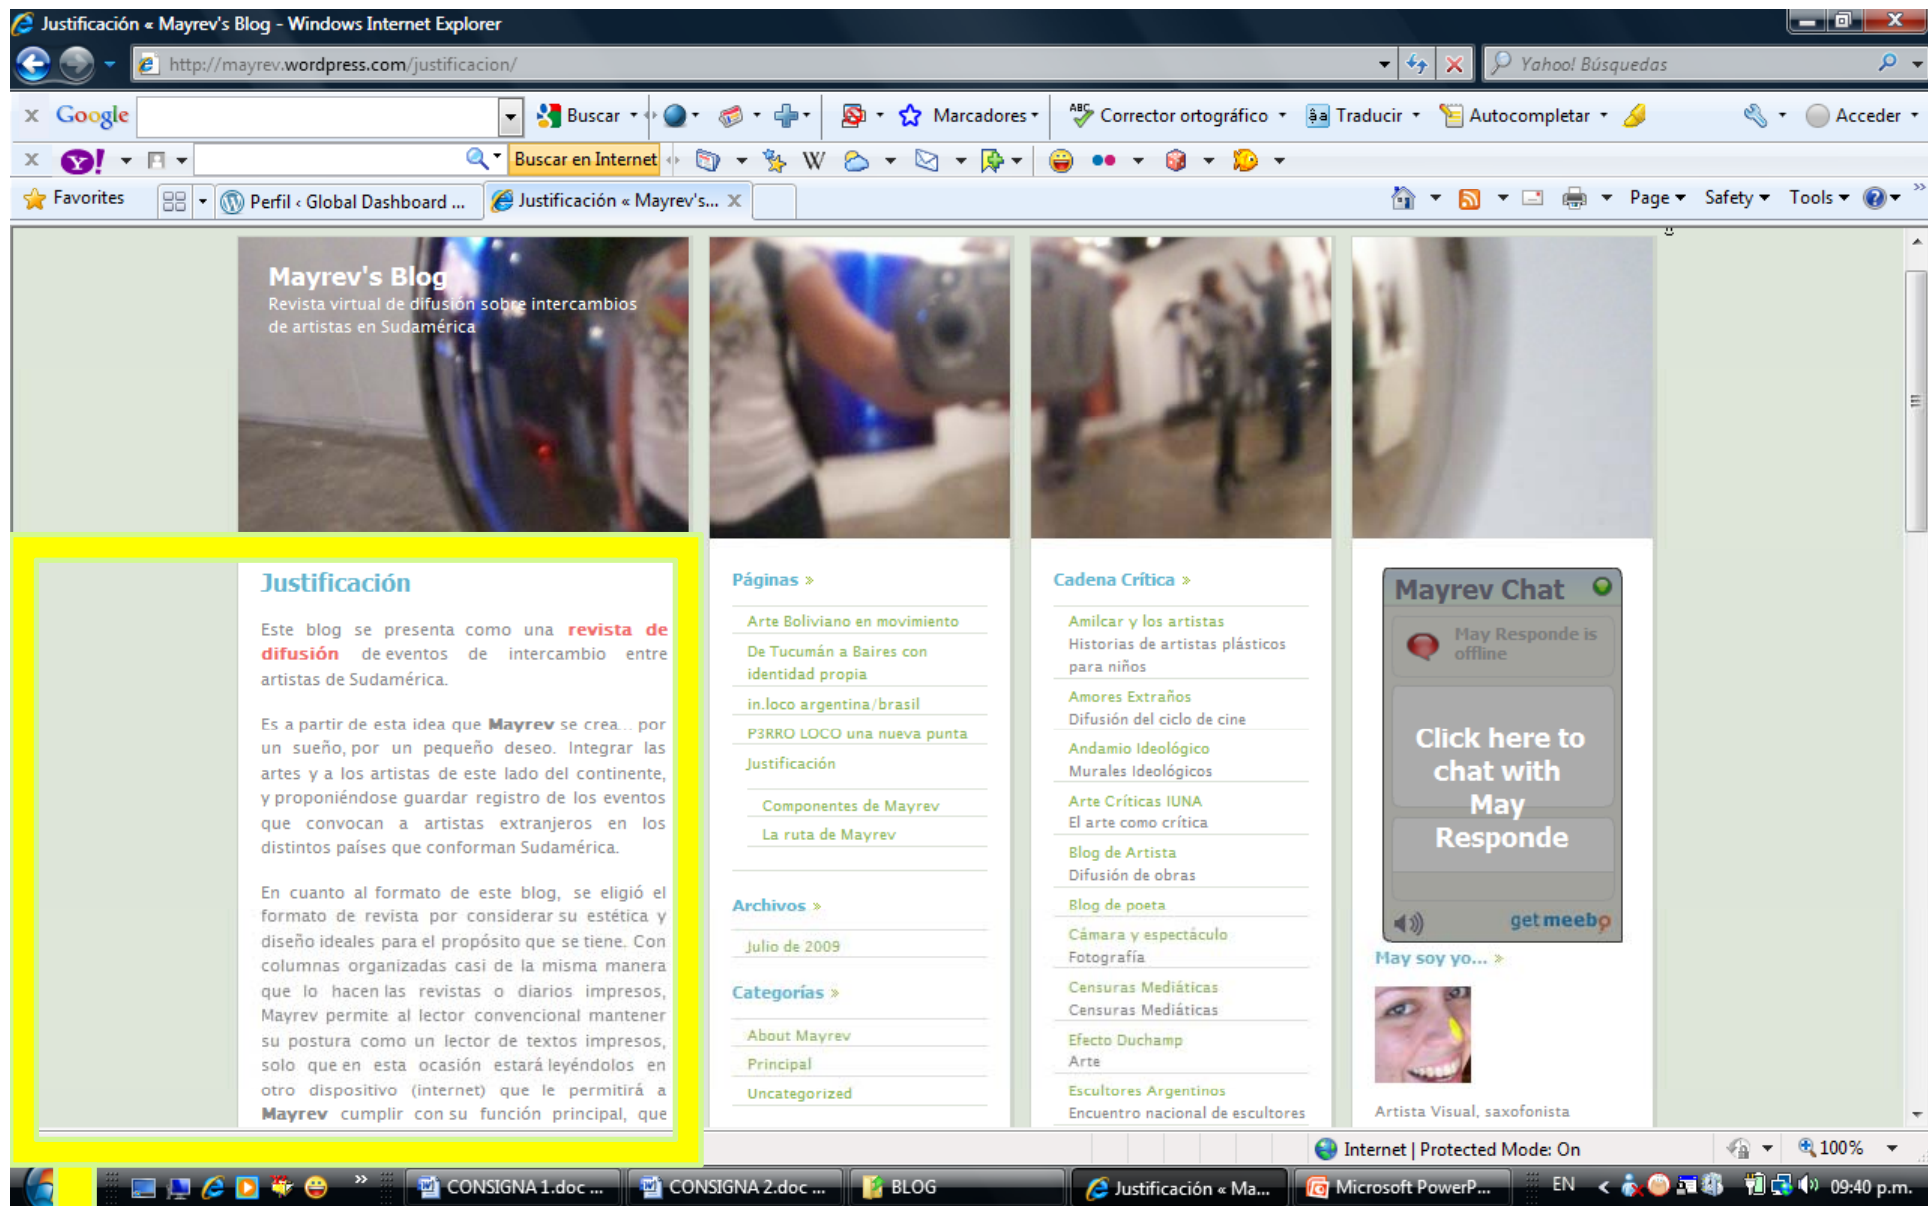 Justificación « Mayrev's Blog - Windows Internet Explorer
http://mayrev.wordpress.com/justificacion/
Yahoo! Búsquedas
x Google Buscar Marcadores ABC Corrector ortográfico âa Traducir Autocompletar Acceder
x Y! Buscar en Internet W
Favorites Perfil ‹ Global Dashboard ... Justificación « Mayrev's... X Page Safety Tools »
Mayrev's Blog
Revista virtual de difusión sobre intercambios
de artistas en Sudamérica
Justificación
Este blog se presenta como una revista de
difusión de eventos de intercambio entre
artistas de Sudamérica.
Es a partir de esta idea que Mayrev se crea... por
un sueño, por un pequeño deseo. Integrar las
artes y a los artistas de este lado del continente,
y proponiéndose guardar registro de los eventos
que convocan a artistas extranjeros en los
distintos países que conforman Sudamérica.
En cuanto al formato de este blog, se eligió el
formato de revista por considerar su estética y
diseño ideales para el propósito que se tiene. Con
columnas organizadas casi de la misma manera
que lo hacen las revistas o diarios impresos,
Mayrev permite al lector convencional mantener
su postura como un lector de textos impresos,
solo que en esta ocasión estará leyéndolos en
otro dispositivo (internet) que le permitirá a
Mayrev cumplir con su función principal, que
Páginas »
Arte Boliviano en movimiento
De Tucumán a Baires con
identidad propia
in.loco argentina/brasil
P3RRO LOCO una nueva punta
Justificación
Componentes de Mayrev
La ruta de Mayrev
Archivos »
Julio de 2009
Categorías »
About Mayrev
Principal
Uncategorized
Cadena Crítica »
Amilcar y los artistas
Historias de artistas plásticos
para niños
Amores Extraños
Difusión del ciclo de cine
Andamio Ideológico
Murales Ideológicos
Arte Críticas IUNA
El arte como crítica
Blog de Artista
Difusión de obras
Blog de poeta
Cámara y espectáculo
Fotografía
Censuras Mediáticas
Censuras Mediáticas
Efecto Duchamp
Arte
Escultores Argentinos
Encuentro nacional de escultores
Mayrev Chat
May Responde is
offline
Click here to
chat with
May
Responde
get meebo
May soy yo... »
Artista Visual, saxofonista
Internet | Protected Mode: On 100%
» CONSIGNA 1.doc ... CONSIGNA 2.doc ... BLOG Justificación « Ma... Microsoft PowerP... EN < 09:40 p.m.